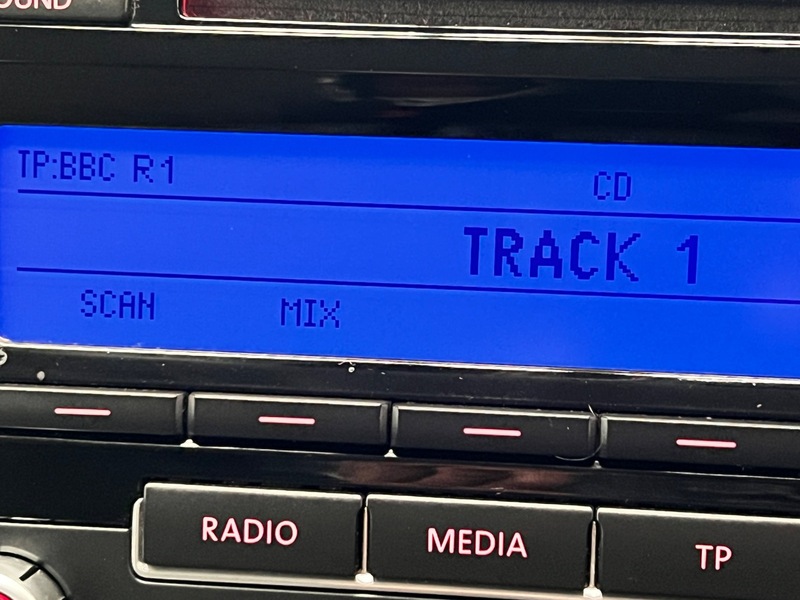 TP:BBC R1
CD
TRACK 1
SCAN MIX
RADIO MEDIA TP